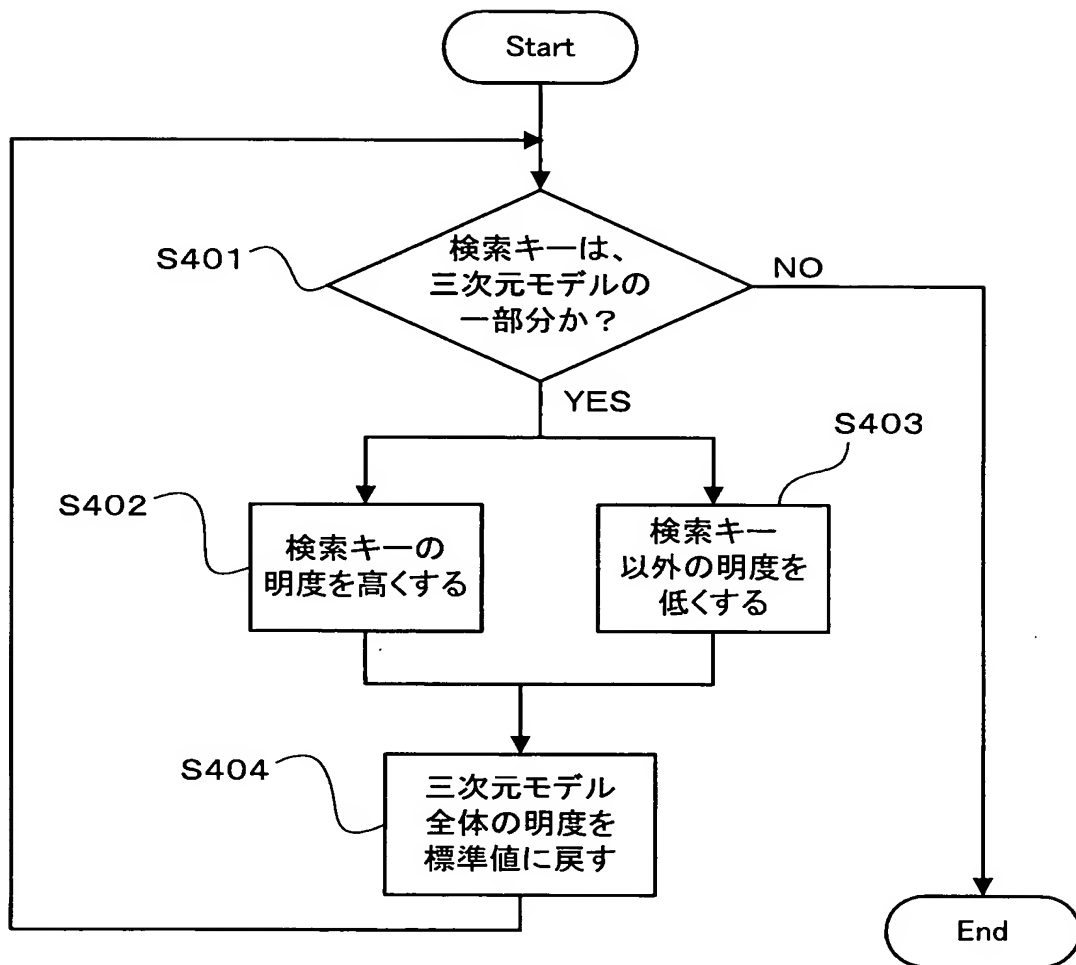 Start
S401
検索キーは、
三次元モデルの
一部分か？
NO
YES
S403
S402
検索キーの
明度を高くする
検索キー
以外の明度を
低くする
S404
三次元モデル
全体の明度を
標準値に戻す
End